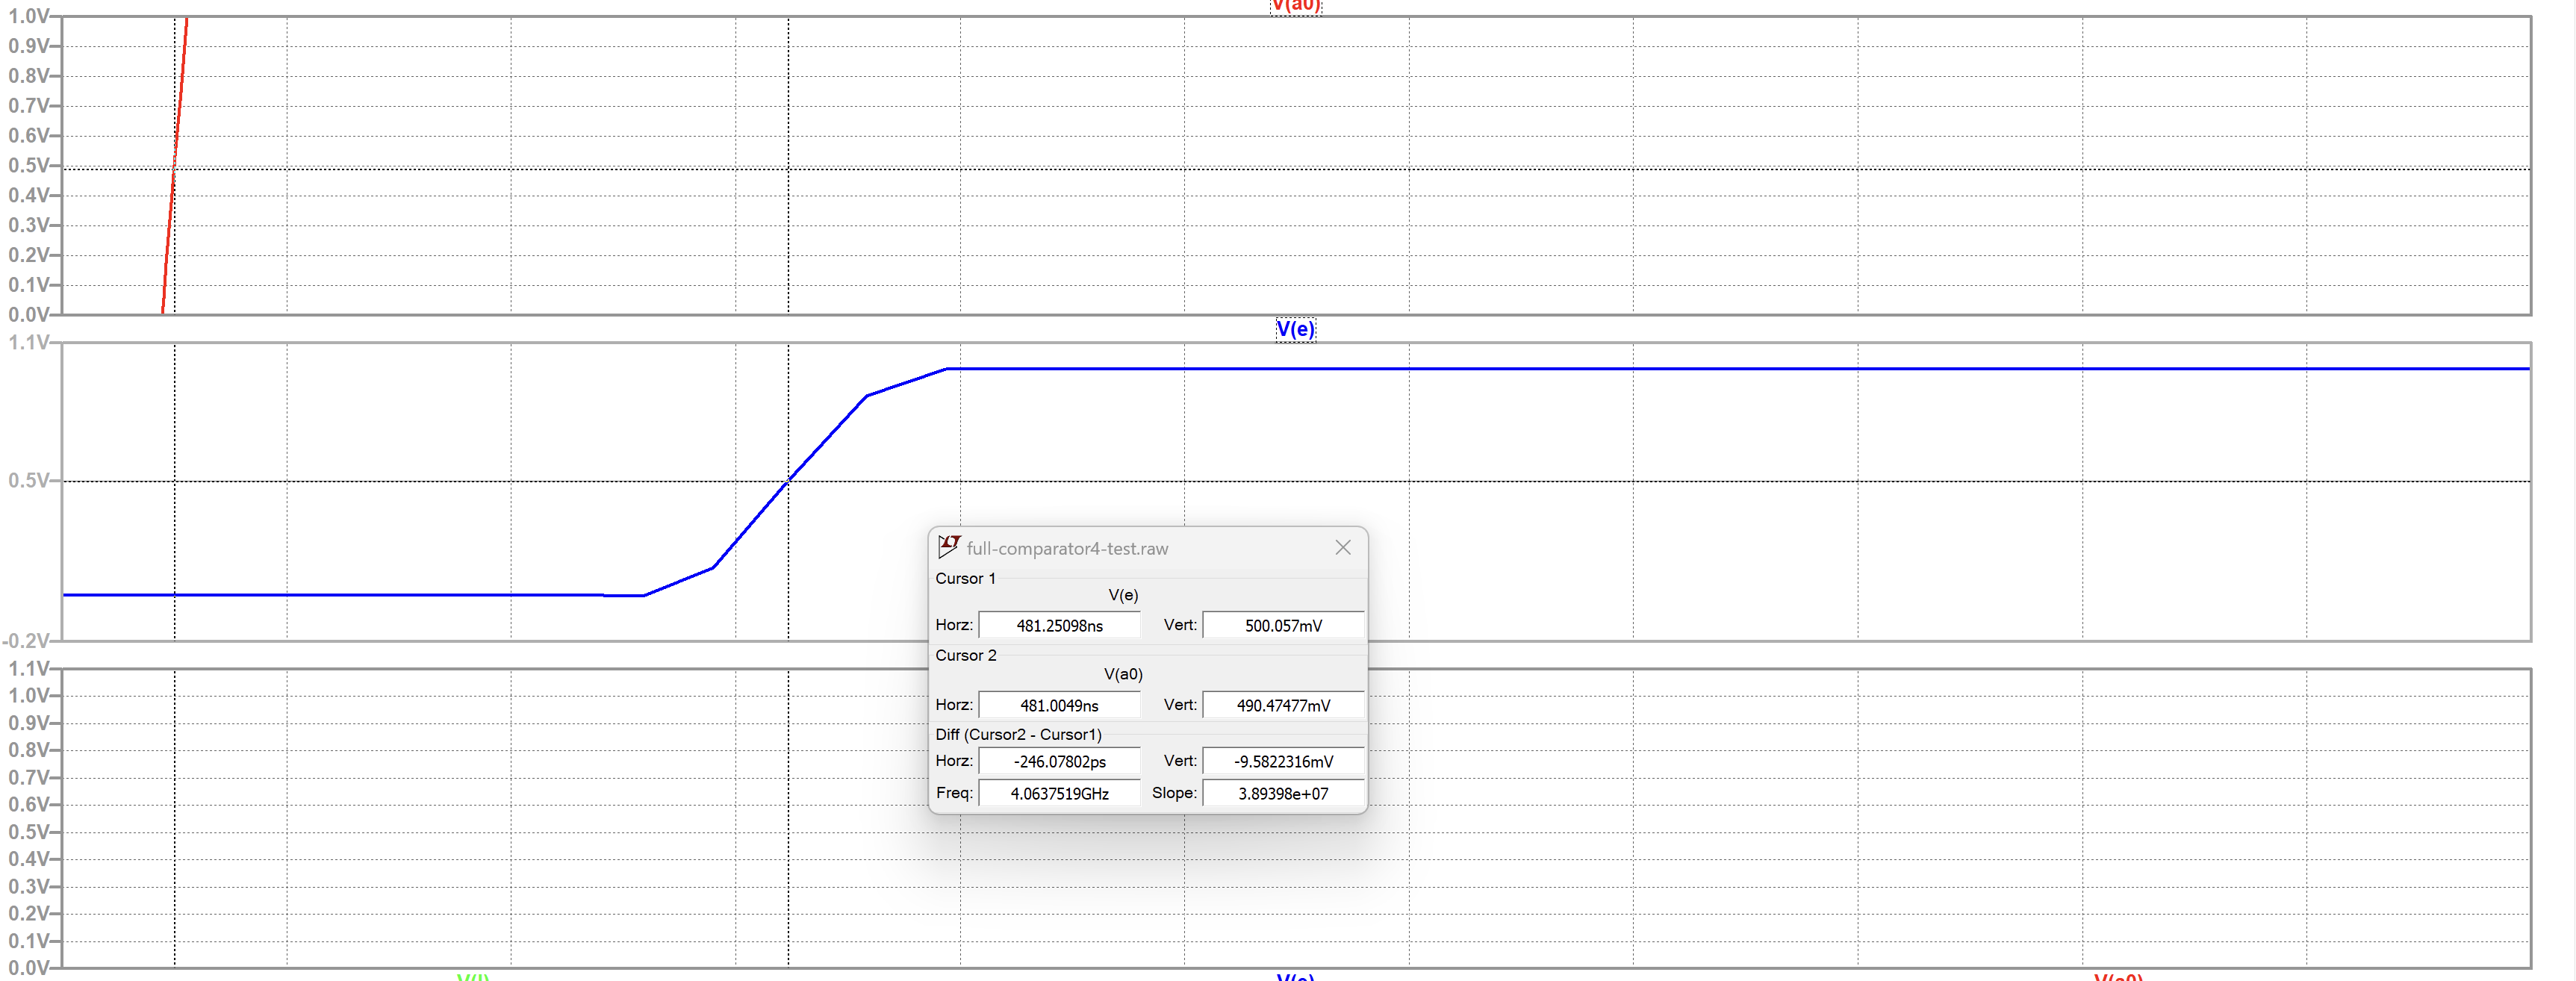 V(a0)
1.0V
0.9V
0.8V
0.7V
0.6V
0.5V
0.4V
0.3V
0.2V
0.1V
0.0V
V(e)
1.1V
0.5V
-0.2V
full-comparator4-test.raw
Cursor 1
V(e)
Horz: 481.25098ns Vert: 500.057mV
Cursor 2
V(a0)
Horz: 481.0049ns Vert: 490.47477mV
Diff (Cursor2 - Cursor1)
Horz: -246.07802ps Vert: -9.5822316mV
Freq: 4.0637519GHz Slope: 3.89398e+07
1.1V
1.0V
0.9V
0.8V
0.7V
0.6V
0.5V
0.4V
0.3V
0.2V
0.1V
0.0V
V(e) V(a0)